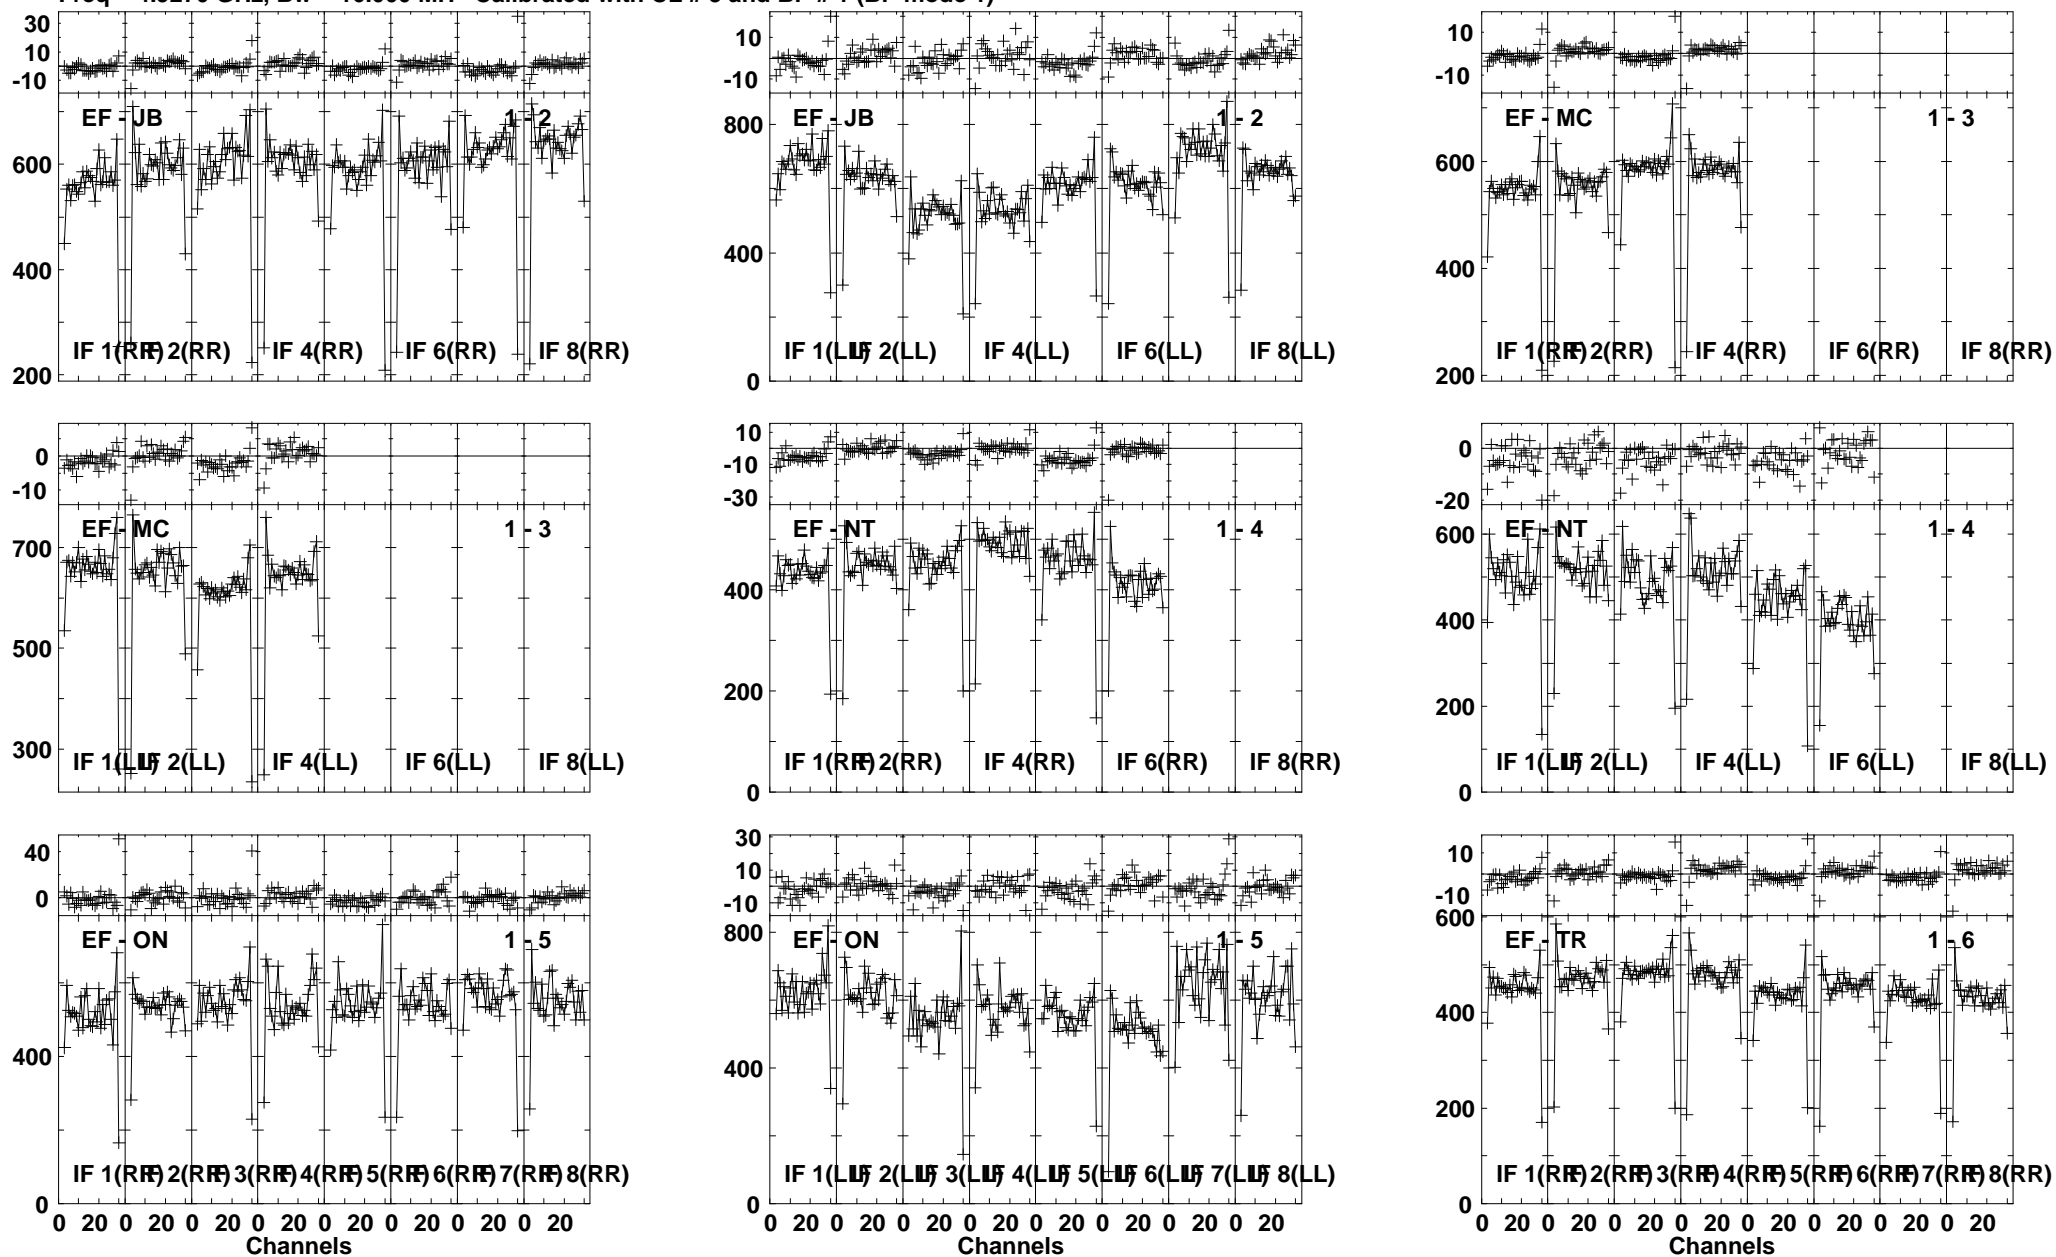 Freq = GHz, Bw = MH Calibrated with CL # and BP # 1 (BP mode 1)
30
10
-10
EF - JB 1 - 2
600
400
200
IF 1(RR) IF 2(RR) IF 4(RR) IF 6(RR) IF 8(RR)
10
-10
EF - JB 1 - 2
800
400
0
IF 1(LL) IF 2(LL) IF 4(LL) IF 6(LL) IF 8(LL)
10
-10
EF - MC 1 - 3
600
400
200
IF 1(RR) IF 2(RR) IF 4(RR) IF 6(RR) IF 8(RR)
0
-10
EF - MC 1 - 3
700
500
300
IF 1(LL) IF 2(LL) IF 4(LL) IF 6(LL) IF 8(LL)
10
-10
-30
EF - NT 1 - 4
400
200
0
IF 1(RR) IF 2(RR) IF 4(RR) IF 6(RR) IF 8(RR)
0
-20
EF - NT 1 - 4
600
400
200
0
IF 1(LL) IF 2(LL) IF 4(LL) IF 6(LL) IF 8(LL)
40
0
EF - ON 1 - 5
400
0
IF 1(RR) IF 2(RR) IF 3(RR) IF 4(RR) IF 5(RR) IF 6(RR) IF 7(RR) IF 8(RR)
0 20 0 20 0 20 0 20 0 20 0 20 0 20 0 20
Channels
30
10
-10
EF - ON 1 - 5
800
400
0
IF 1(LL) IF 2(LL) IF 3(LL) IF 4(LL) IF 5(LL) IF 6(LL) IF 7(LL) IF 8(LL)
0 20 0 20 0 20 0 20 0 20 0 20 0 20 0 20
Channels
10
-10
EF - TR 1 - 6
600
400
200
0
IF 1(RR) IF 2(RR) IF 3(RR) IF 4(RR) IF 5(RR) IF 6(RR) IF 7(RR) IF 8(RR)
0 20 0 20 0 20 0 20 0 20 0 20 0 20 0 20
Channels